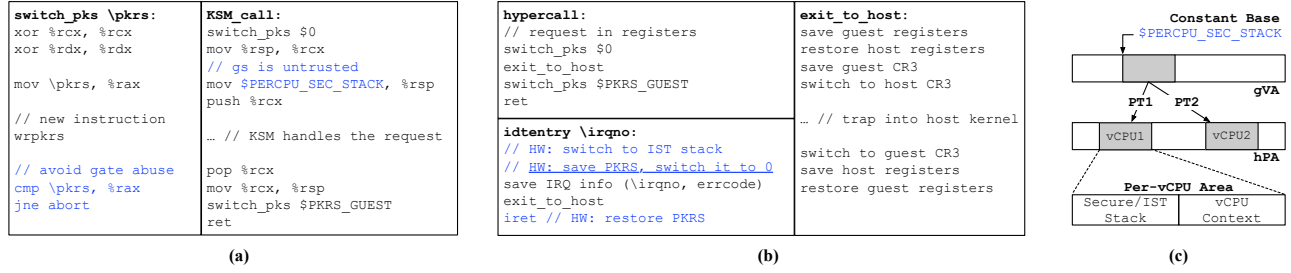 switch_pks \pkrs:
xor %rcx, %rcx
xor %rdx, %rdx
mov \pkrs, %rax
// new instruction
wrpkrs
// avoid gate abuse
cmp \pkrs, %rax
jne abort
KSM_call:
switch_pks $0
mov %rsp, %rcx
// gs is untrusted
mov $PERCPU_SEC_STACK, %rsp
push %rcx
… // KSM handles the request
pop %rcx
mov %rcx, %rsp
switch_pks $PKRS_GUEST
ret
(a)
hypercall:
// request in registers
switch_pks $0
exit_to_host
switch_pks $PKRS_GUEST
ret
idtentry \irqno:
// HW: switch to IST stack
// HW: save PKRS, switch it to 0
save IRQ info (\irqno, errcode)
exit_to_host
iret // HW: restore PKRS
exit_to_host:
save guest registers
restore host registers
save guest CR3
switch to host CR3
… // trap into host kernel
switch to guest CR3
save host registers
restore guest registers
(b)
Constant Base
$PERCPU_SEC_STACK
gVA
PT1 PT2
vCPU1 vCPU2
hPA
Per-vCPU Area
Secure/IST Stack
vCPU Context
(c)